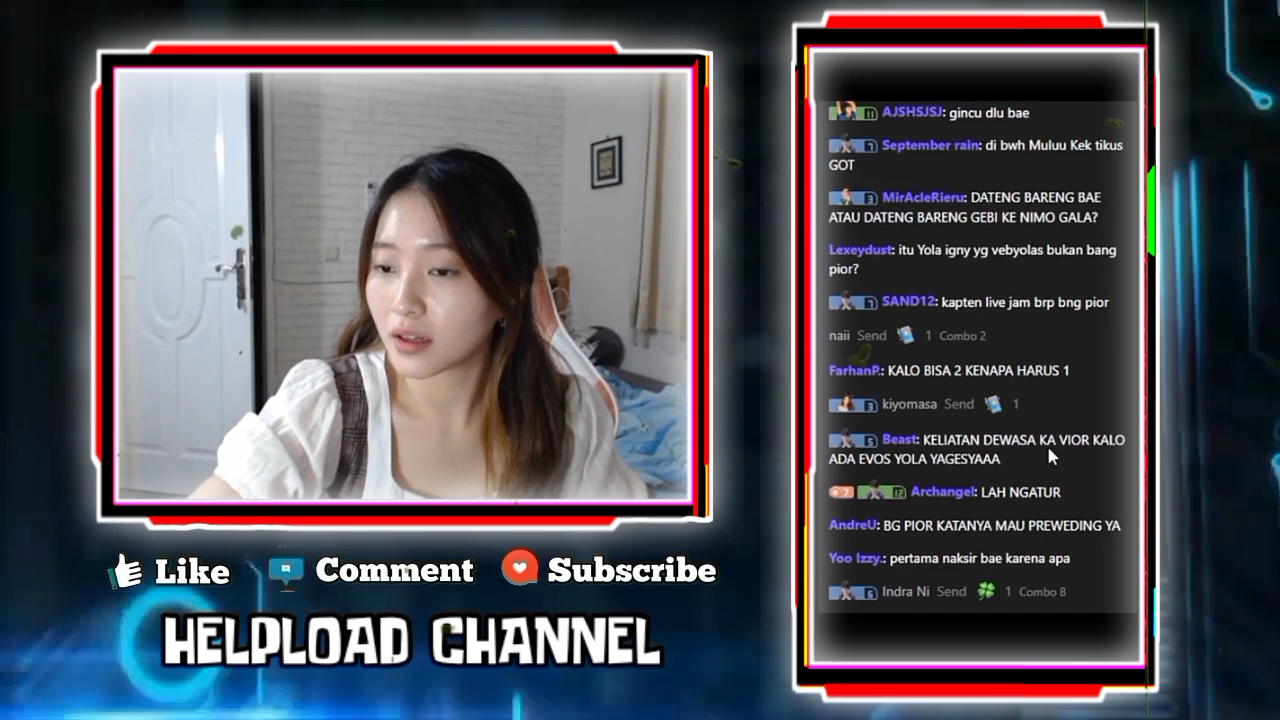 AJSHSJSJ: gincu dlu bae
September rain: di bwh Muluu Kek tikus
GOT
MirAcleRieru: DATENG BARENG BAE
ATAU DATENG BARENG GEBI KE NIMO GALA?
Lexeydust: itu Yola igny yg vebyolas bukan bang
pior?
SAND12: kapten live jam brp bng pior
naii Send 1 Combo 2
FarhanP.: KALO BISA 2 KENAPA HARUS 1
kiyomasa Send 1
Beast: KELIATAN DEWASA KA VIOR KALO
ADA EVOS YOLA YAGESYAAA
Archangel: LAH NGATUR
AndreU: BG PIOR KATANYA MAU PREWEDING YA
Yoo Izzy.: pertama naksir bae karena apa
Indra Ni Send 1 Combo 8
Like Comment Subscribe
HELPLOAD CHANNEL